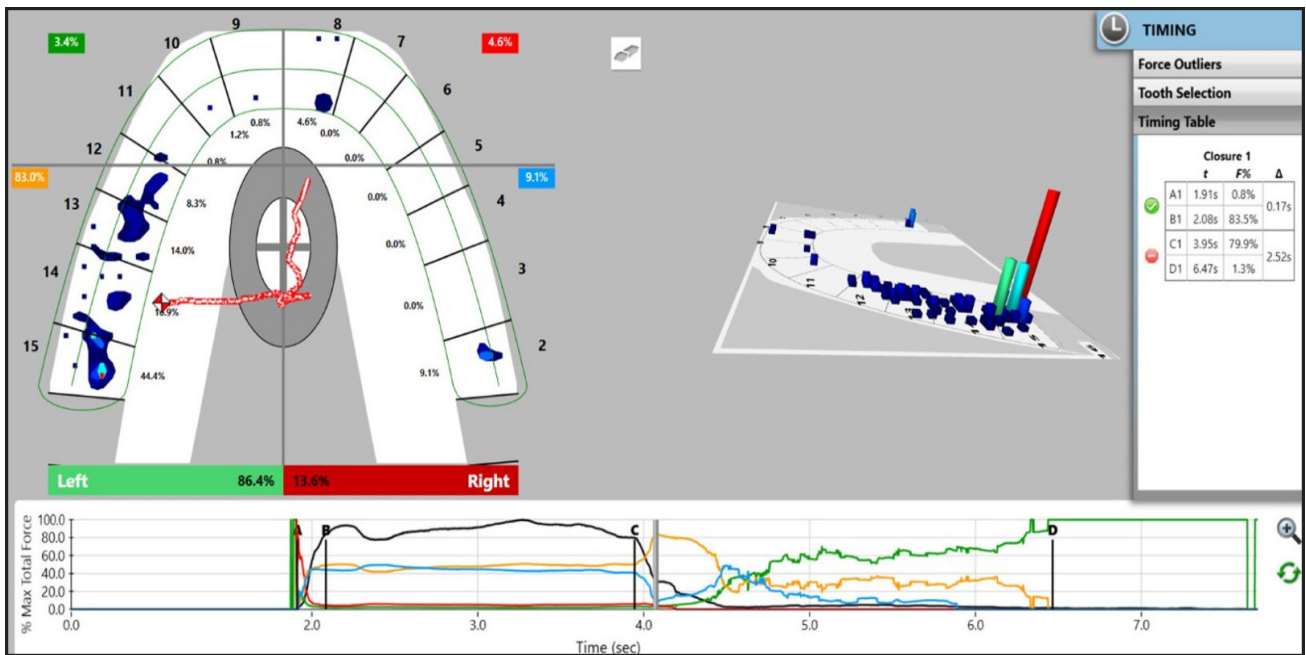 9
8
3.4%
10
7
4.6%
11
6
0.8%
4.6%
1.2%
0.0%
12
5
0.8%
0.0%
83.0%
9.1%
13
8.3%
0.0%
4
14.0%
0.0%
14
3
16.9%
0.0%
15
2
44.4%
9.1%
Left 86.4% 13.6% Right
10
11
12
13
14
15
TIMING
Force Outliers
Tooth Selection
Timing Table
Closure 1
t F% Δ
A1 1.91s 0.8% 0.17s
B1 2.08s 83.5%
C1 3.95s 79.9% 2.52s
D1 6.47s 1.3%
% Max Total Force
100.0
80.0
60.0
40.0
20.0
0.0
A B C D
0.0 2.0 3.0 4.0 5.0 6.0 7.0
Time (sec)